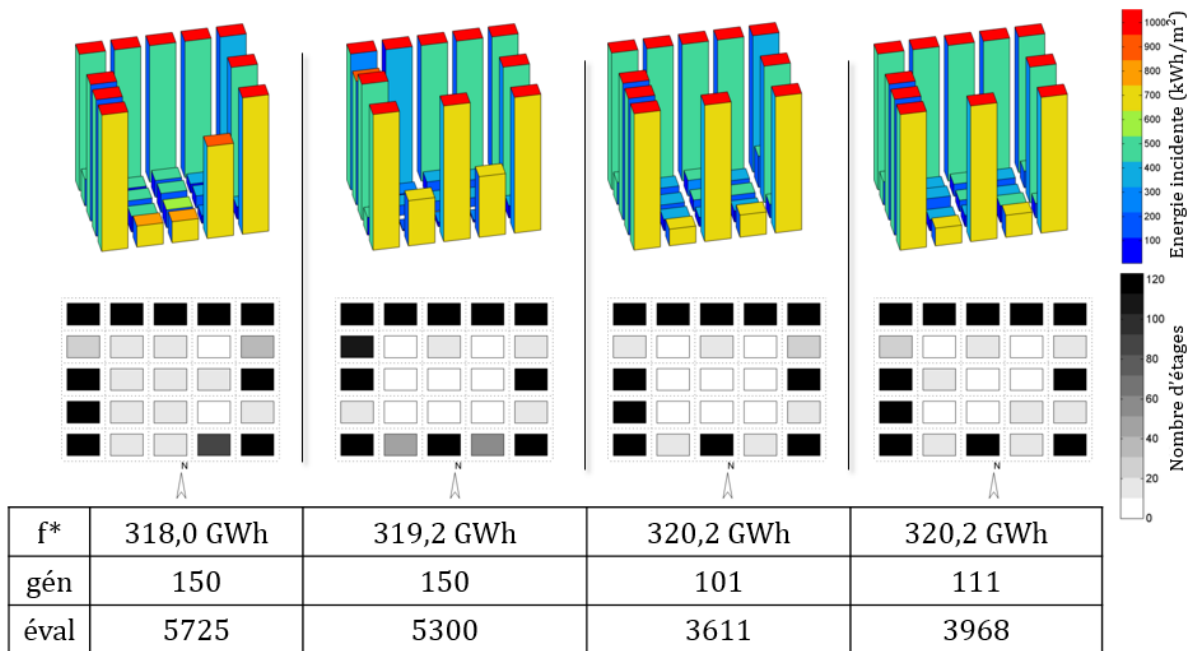 1000
900
800
700
600
500
400
300
200
100
Energie incidente (kWh/m²)
120
100
80
60
40
20
0
Nombre d'étages
N
N
N
N
f* 318,0 GWh 319,2 GWh 320,2 GWh 320,2 GWh
gén 150 150 101 111
éval 5725 5300 3611 3968